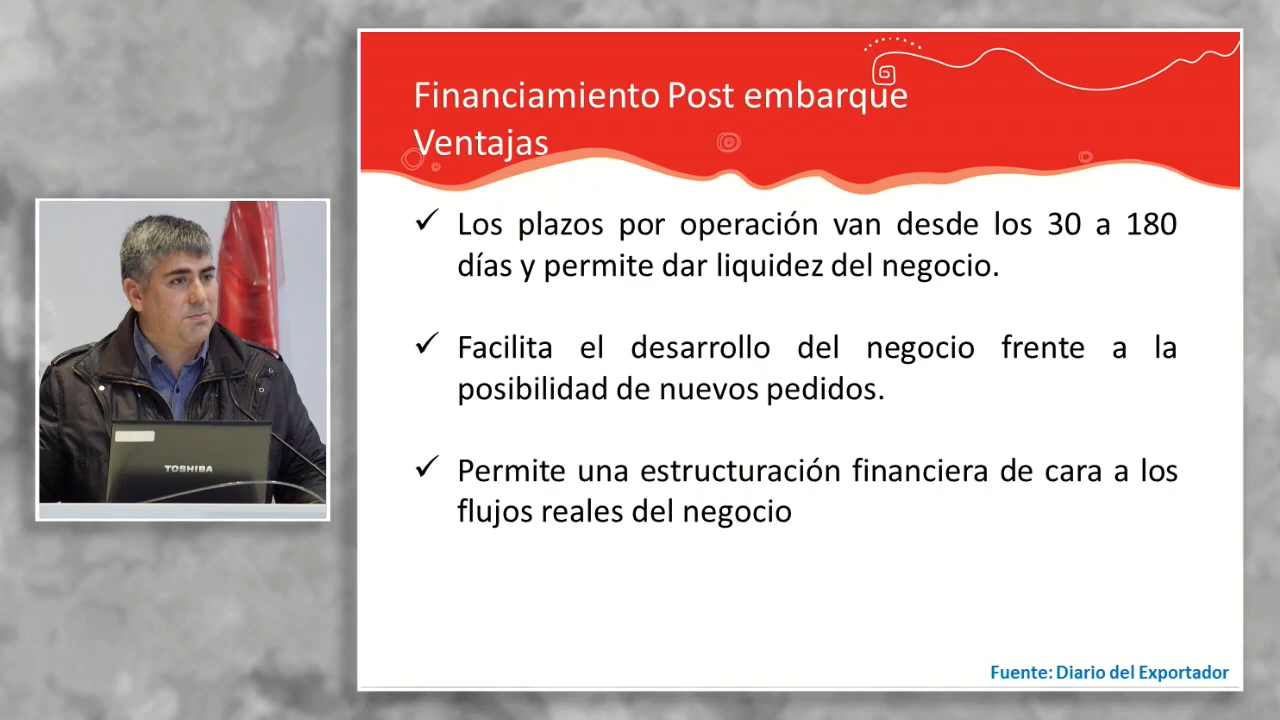 Financiamiento Post embarque
Ventajas
✓ Los plazos por operación van desde los 30 a 180
días y permite dar liquidez del negocio.
✓ Facilita el desarrollo del negocio frente a la
posibilidad de nuevos pedidos.
✓ Permite una estructuración financiera de cara a los
flujos reales del negocio
Fuente: Diario del Exportador
TOSHIBA